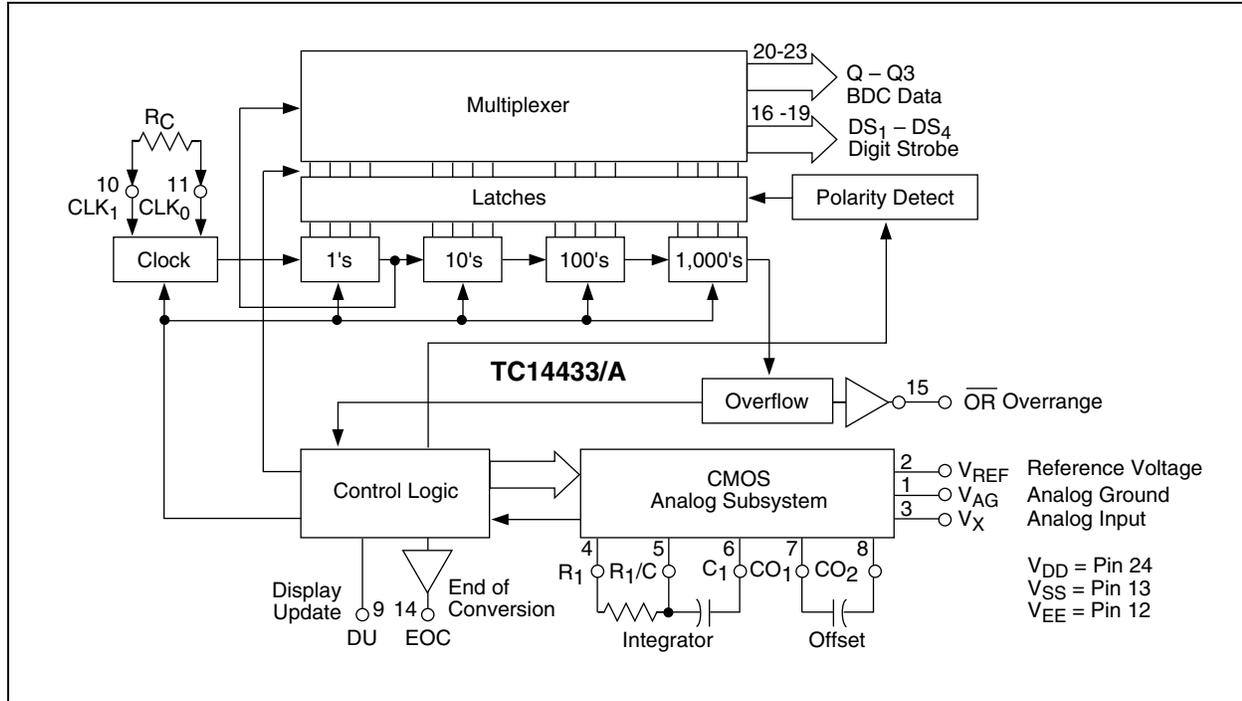 20-23
Multiplexer
Q – Q3
BDC Data
16 -19
DS1 – DS4
Digit Strobe
RC
10
11
CLK1
CLK0
Latches
Polarity Detect
Clock
1's
10's
100's
1,000's
TC14433/A
Overflow
15
OR Overrange
Control Logic
CMOS
Analog Subsystem
2
VREF
Reference Voltage
1
VAG
Analog Ground
3
VX
Analog Input
4
5
6
7
8
R1
R1/C
C1
CO1
CO2
Display
Update
9
DU
14
EOC
End of
Conversion
Integrator
Offset
VDD = Pin 24
VSS = Pin 13
VEE = Pin 12